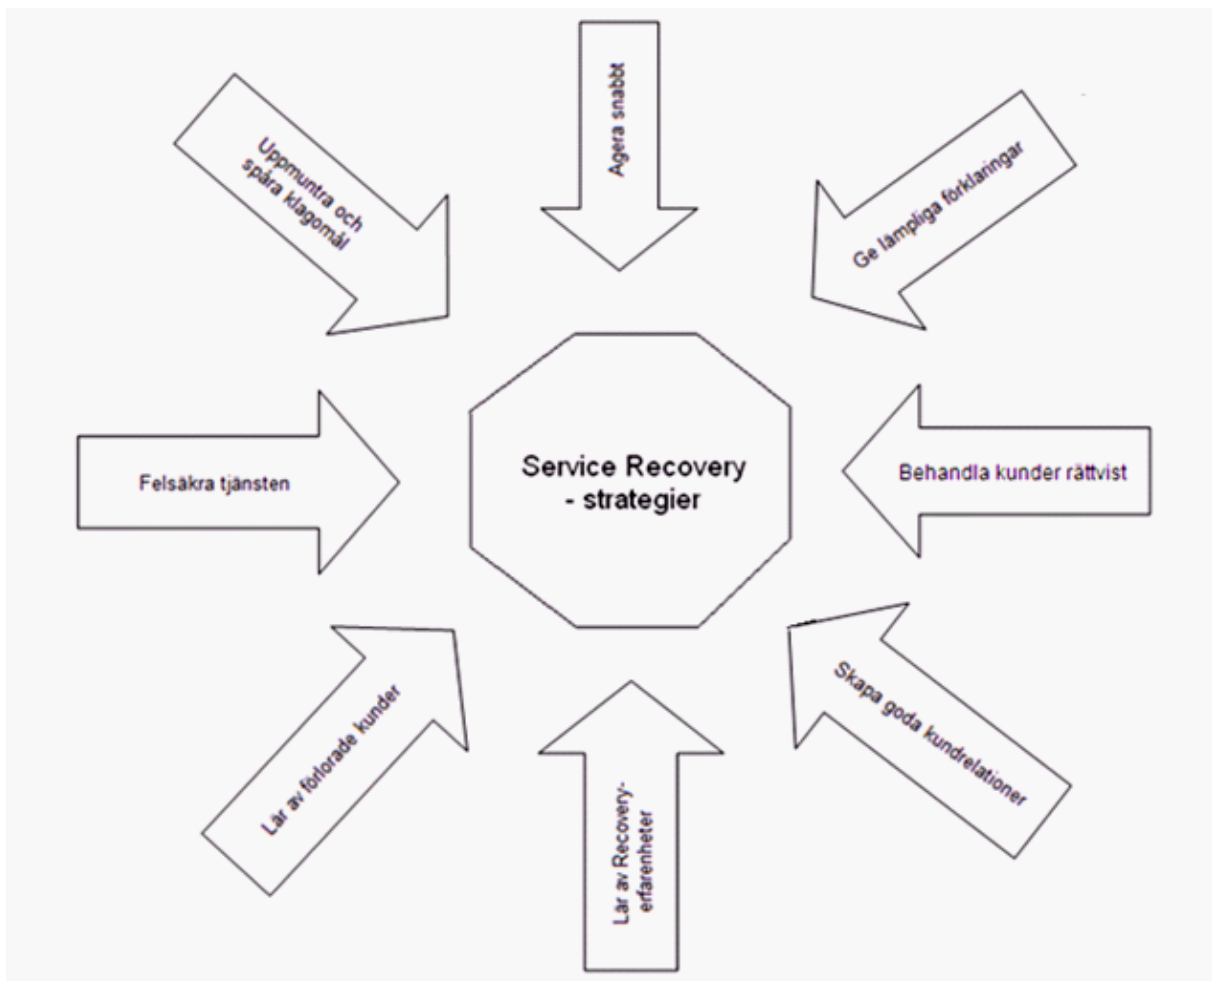 Agera snabbt
Uppmuntra och
spåra klagomål
Ge lämpliga förklaringar
Service Recovery
- strategier
Felsäkra tjänsten
Behandla kunder rättvist
Lär av förlorade kunder
Skapa goda kundrelationer
Lär av Recovery-
erfarenheter